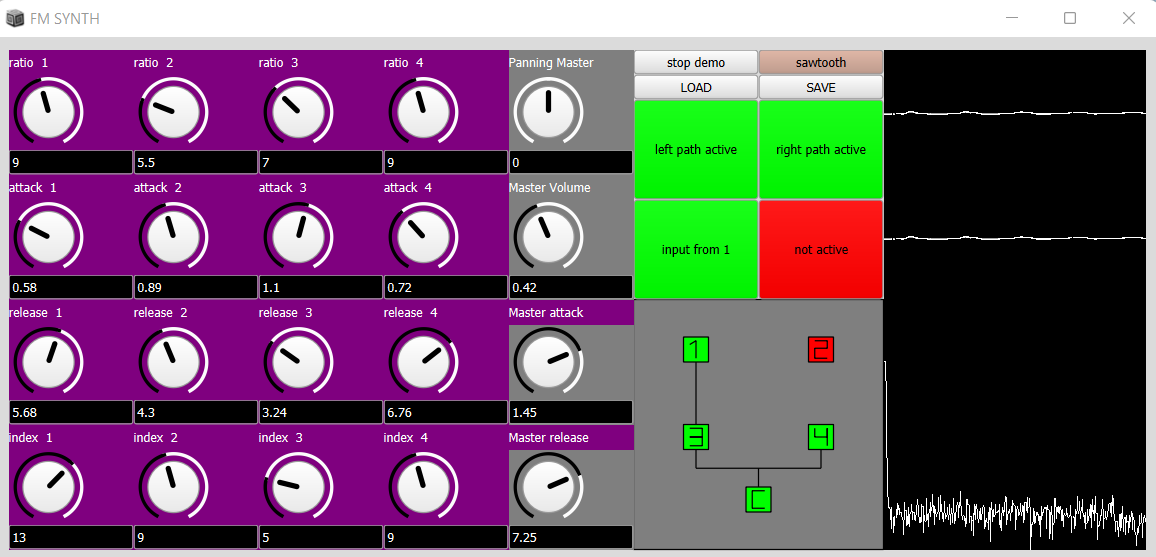 FM SYNTH
ratio 1 ratio 2 ratio 3 ratio 4 Panning Master stop demo sawtooth
LOAD SAVE
left path active right path active
9 5.5 7 9 0
attack 1 attack 2 attack 3 attack 4 Master Volume
input from 1 not active
0.58 0.89 1.1 0.72 0.42
release 1 release 2 release 3 release 4 Master attack
1 2
5.68 4.3 3.24 6.76 1.45
index 1 index 2 index 3 index 4 Master release
3 4
C
13 9 5 9 7.25